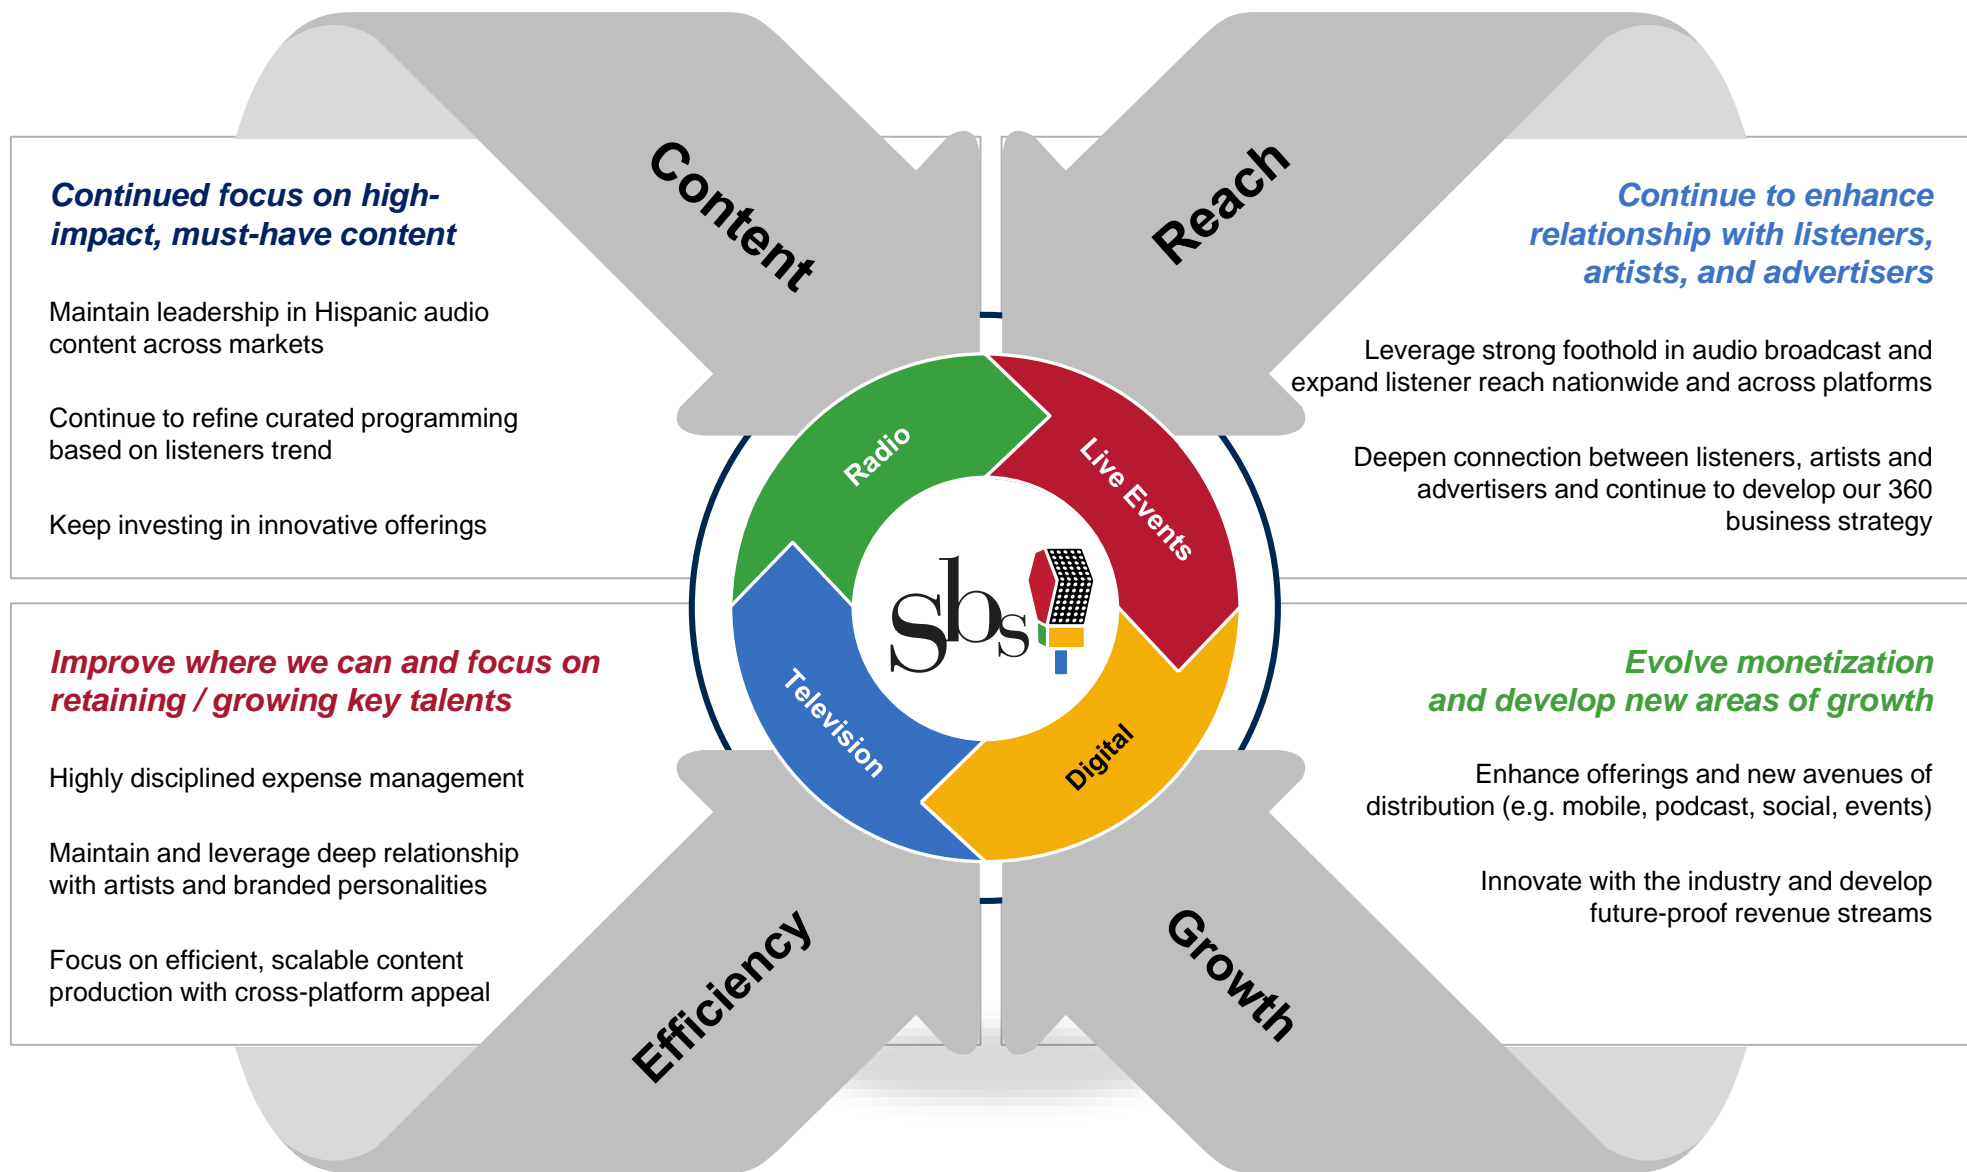 Content
Reach
Continued focus on high-
impact, must-have content
Maintain leadership in Hispanic audio
content across markets
Continue to refine curated programming
based on listeners trend
Keep investing in innovative offerings
Continue to enhance
relationship with listeners,
artists, and advertisers
Leverage strong foothold in audio broadcast and
expand listener reach nationwide and across platforms
Deepen connection between listeners, artists and
advertisers and continue to develop our 360
business strategy
Radio
Live Events
sbs
Television
Digital
Improve where we can and focus on
retaining / growing key talents
Highly disciplined expense management
Maintain and leverage deep relationship
with artists and branded personalities
Focus on efficient, scalable content
production with cross-platform appeal
Evolve monetization
and develop new areas of growth
Enhance offerings and new avenues of
distribution (e.g. mobile, podcast, social, events)
Innovate with the industry and develop
future-proof revenue streams
Efficiency
Growth